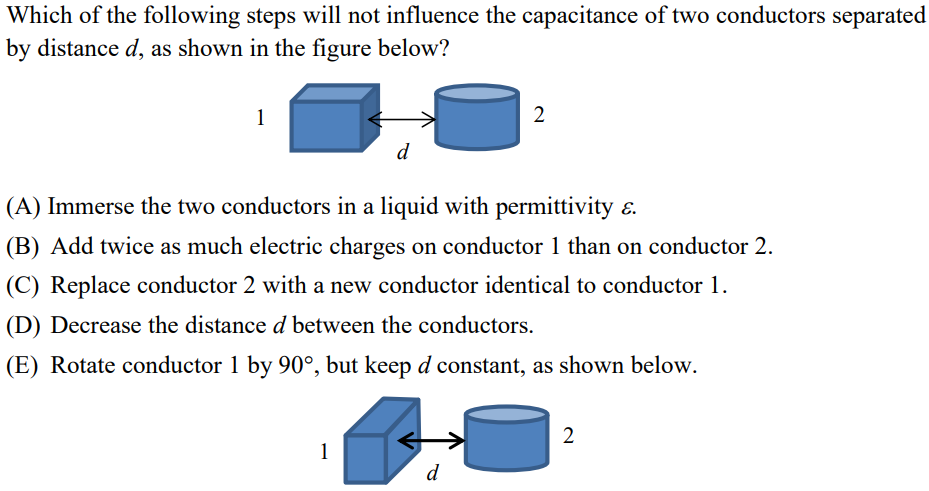 Which of the following steps will not influence the capacitance of two conductors separated
by distance d, as shown in the figure below?
1
2
d
(A) Immerse the two conductors in a liquid with permittivity ε.
(B) Add twice as much electric charges on conductor 1 than on conductor 2.
(C) Replace conductor 2 with a new conductor identical to conductor 1.
(D) Decrease the distance d between the conductors.
(E) Rotate conductor 1 by 90°, but keep d constant, as shown below.
1
2
d